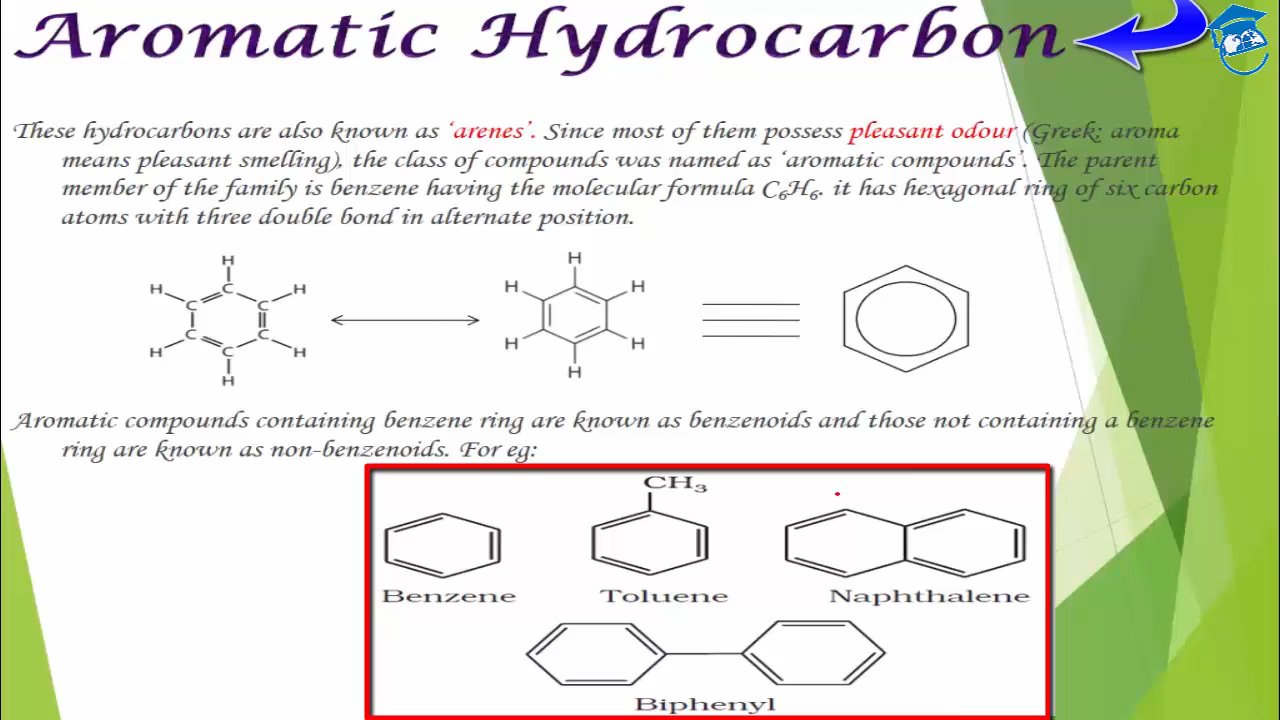 Aromatic Hydrocarbon
These hydrocarbons are also known as ‘arenes’. Since most of them possess pleasant odour (Greek: aroma
means pleasant smelling), the class of compounds was named as ‘aromatic compounds’. The parent
member of the family is benzene having the molecular formula C₆H₆. it has hexagonal ring of six carbon
atoms with three double bond in alternate position.
H
H C H
C C
C C
H C H
H
H
H H
H H
H
Aromatic compounds containing benzene ring are known as benzenoids and those not containing a benzene
ring are known as non-benzenoids. For eg:
CH₃
Benzene Toluene Naphthalene
Biphenyl